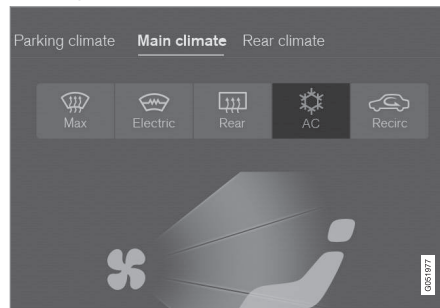 Parking climate Main climate Rear climate
Max Electric Rear AC Recirc
G051977